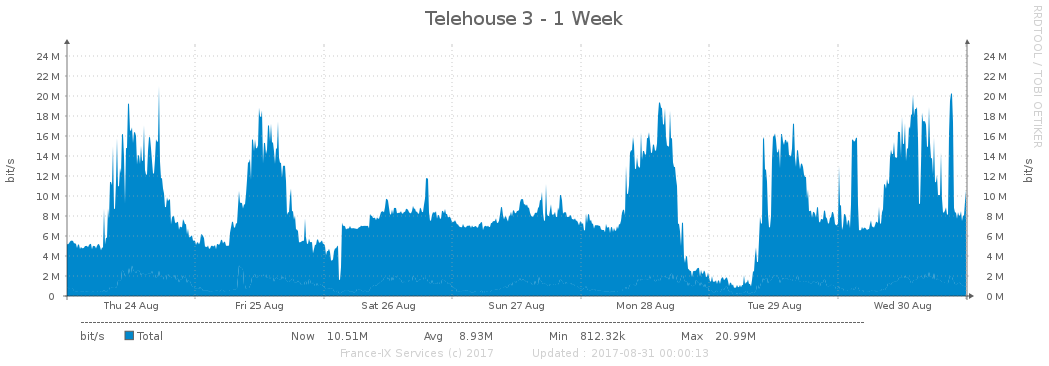 Telehouse 3 - 1 Week
RRDTOOL / TOBI OETIKER
24 M 24 M
22 M 22 M
20 M 20 M
18 M 18 M
16 M 16 M
14 M 14 M
12 M 12 M
10 M 10 M
8 M 8 M
6 M 6 M
4 M 4 M
2 M 2 M
0 0 M
bit/s
bit/s
Thu 24 Aug Fri 25 Aug Sat 26 Aug Sun 27 Aug Mon 28 Aug Tue 29 Aug Wed 30 Aug
bit/s Total Now 10.51M Avg 8.93M Min 812.32k Max 20.99M
France-IX Services (c) 2017 Updated : 2017-08-31 00:00:13